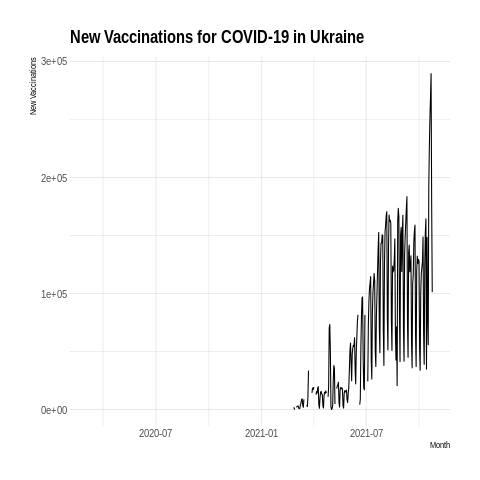 New Vaccinations for COVID-19 in Ukraine
New Vaccinations
3e+05
2e+05
1e+05
0e+00
2020-07
2021-01
2021-07
Month